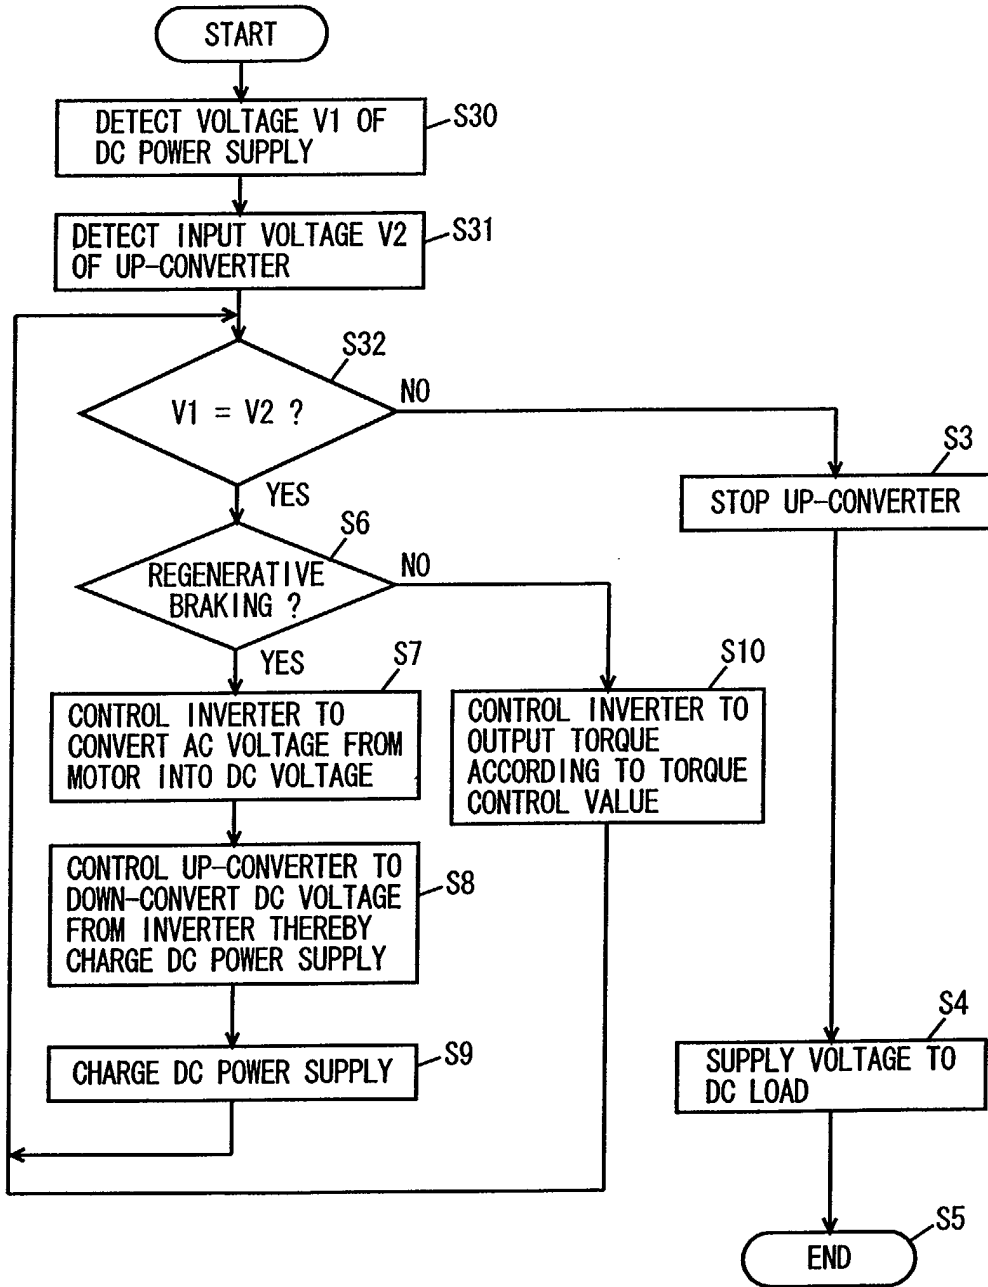 START
DETECT VOLTAGE V1 OF
DC POWER SUPPLY
S30
DETECT INPUT VOLTAGE V2
OF UP-CONVERTER
S31
S32
V1 = V2 ?
NO
YES
S3
STOP UP-CONVERTER
S6
REGENERATIVE
BRAKING ?
NO
YES
S7
CONTROL INVERTER TO
CONVERT AC VOLTAGE FROM
MOTOR INTO DC VOLTAGE
S10
CONTROL INVERTER TO
OUTPUT TORQUE
ACCORDING TO TORQUE
CONTROL VALUE
CONTROL UP-CONVERTER TO
DOWN-CONVERT DC VOLTAGE
FROM INVERTER THEREBY
CHARGE DC POWER SUPPLY
S8
CHARGE DC POWER SUPPLY
S9
S4
SUPPLY VOLTAGE TO
DC LOAD
S5
END